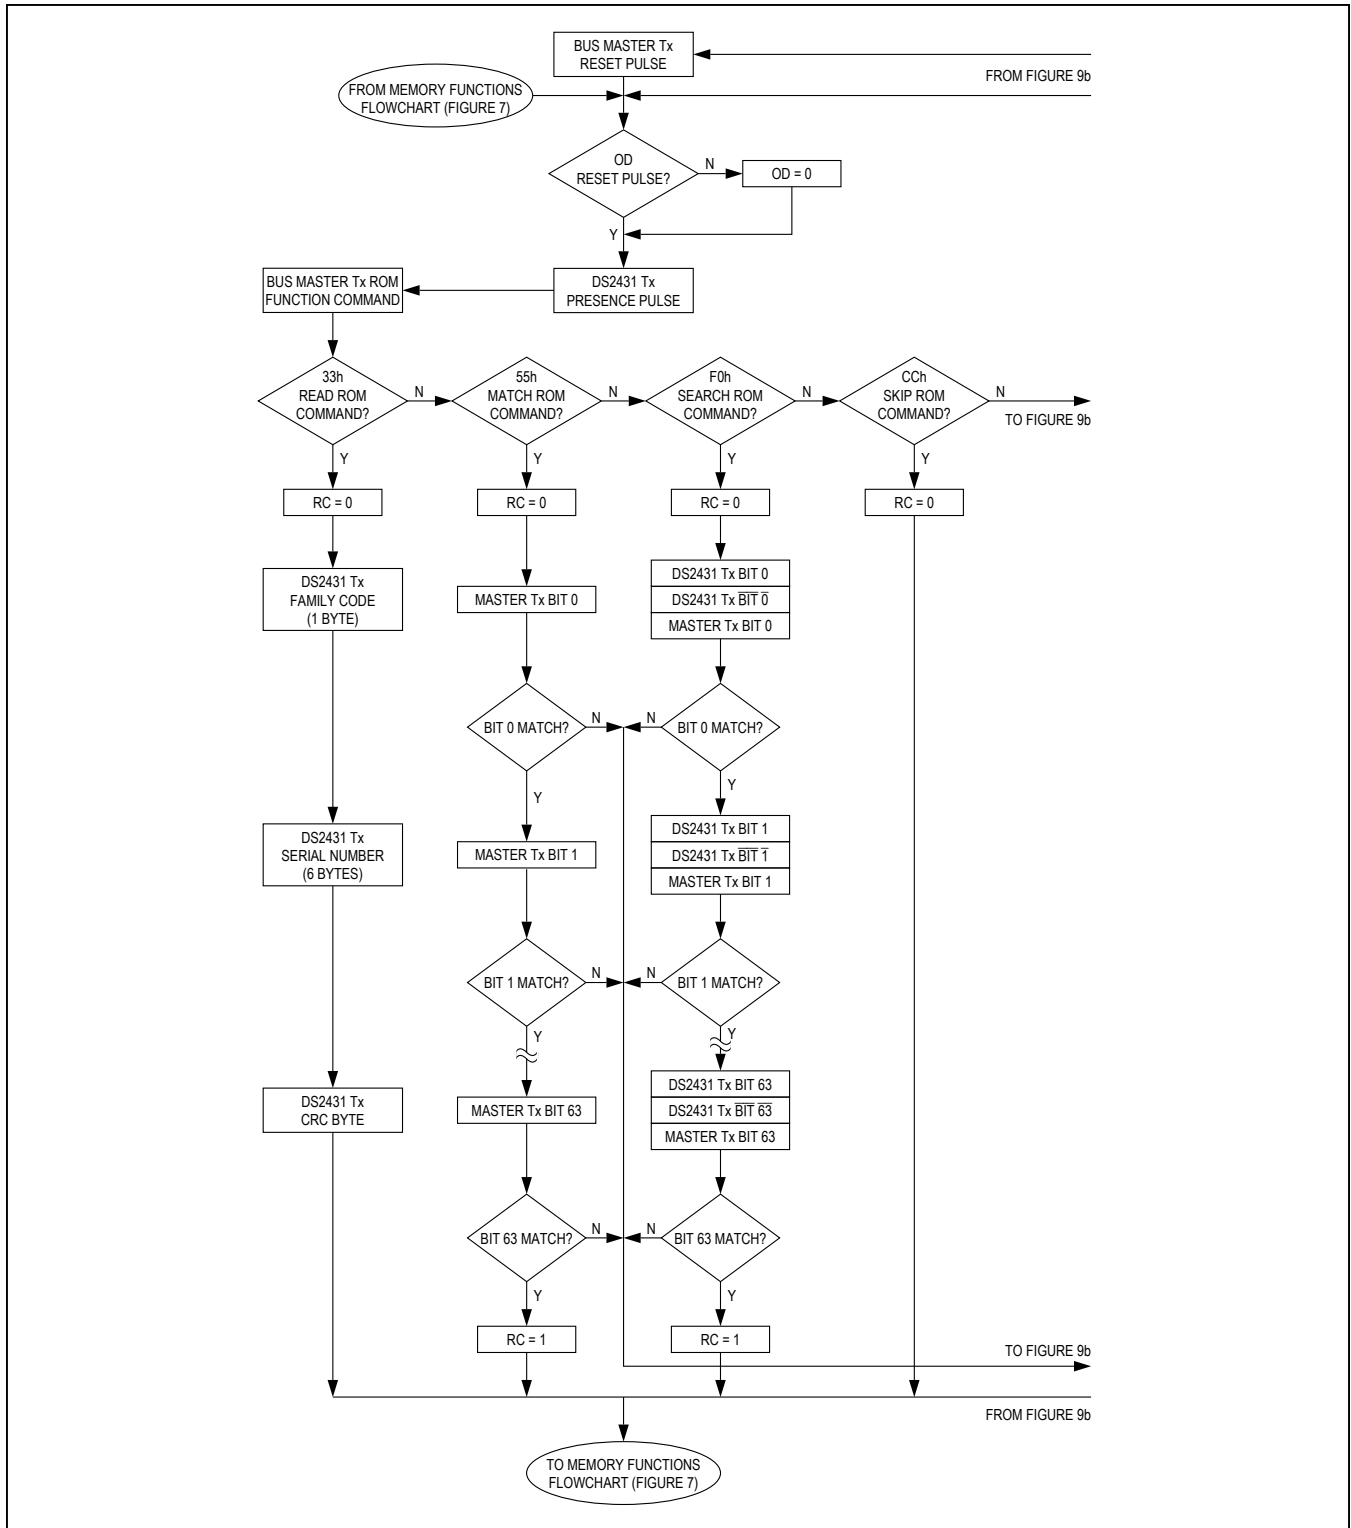 BUS MASTER Tx
RESET PULSE
FROM FIGURE 9b
FROM MEMORY FUNCTIONS
FLOWCHART (FIGURE 7)
OD
RESET PULSE?
N
OD = 0
Y
BUS MASTER Tx ROM
FUNCTION COMMAND
DS2431 Tx
PRESENCE PULSE
33h
READ ROM
COMMAND?
N
55h
MATCH ROM
COMMAND?
N
F0h
SEARCH ROM
COMMAND?
N
CCh
SKIP ROM
COMMAND?
N
TO FIGURE 9b
Y
Y
Y
Y
RC = 0
RC = 0
RC = 0
RC = 0
DS2431 Tx
FAMILY CODE
(1 BYTE)
MASTER Tx BIT 0
DS2431 Tx BIT 0
DS2431 Tx B̅I̅T̅ 0̅
MASTER Tx BIT 0
BIT 0 MATCH?
N
N
BIT 0 MATCH?
Y
Y
DS2431 Tx
SERIAL NUMBER
(6 BYTES)
MASTER Tx BIT 1
DS2431 Tx BIT 1
DS2431 Tx B̅I̅T̅ 1̅
MASTER Tx BIT 1
BIT 1 MATCH?
N
N
BIT 1 MATCH?
Y
Y
DS2431 Tx
CRC BYTE
MASTER Tx BIT 63
DS2431 Tx BIT 63
DS2431 Tx B̅I̅T̅ 6̅3̅
MASTER Tx BIT 63
BIT 63 MATCH?
N
N
BIT 63 MATCH?
Y
Y
RC = 1
RC = 1
TO FIGURE 9b
FROM FIGURE 9b
TO MEMORY FUNCTIONS
FLOWCHART (FIGURE 7)